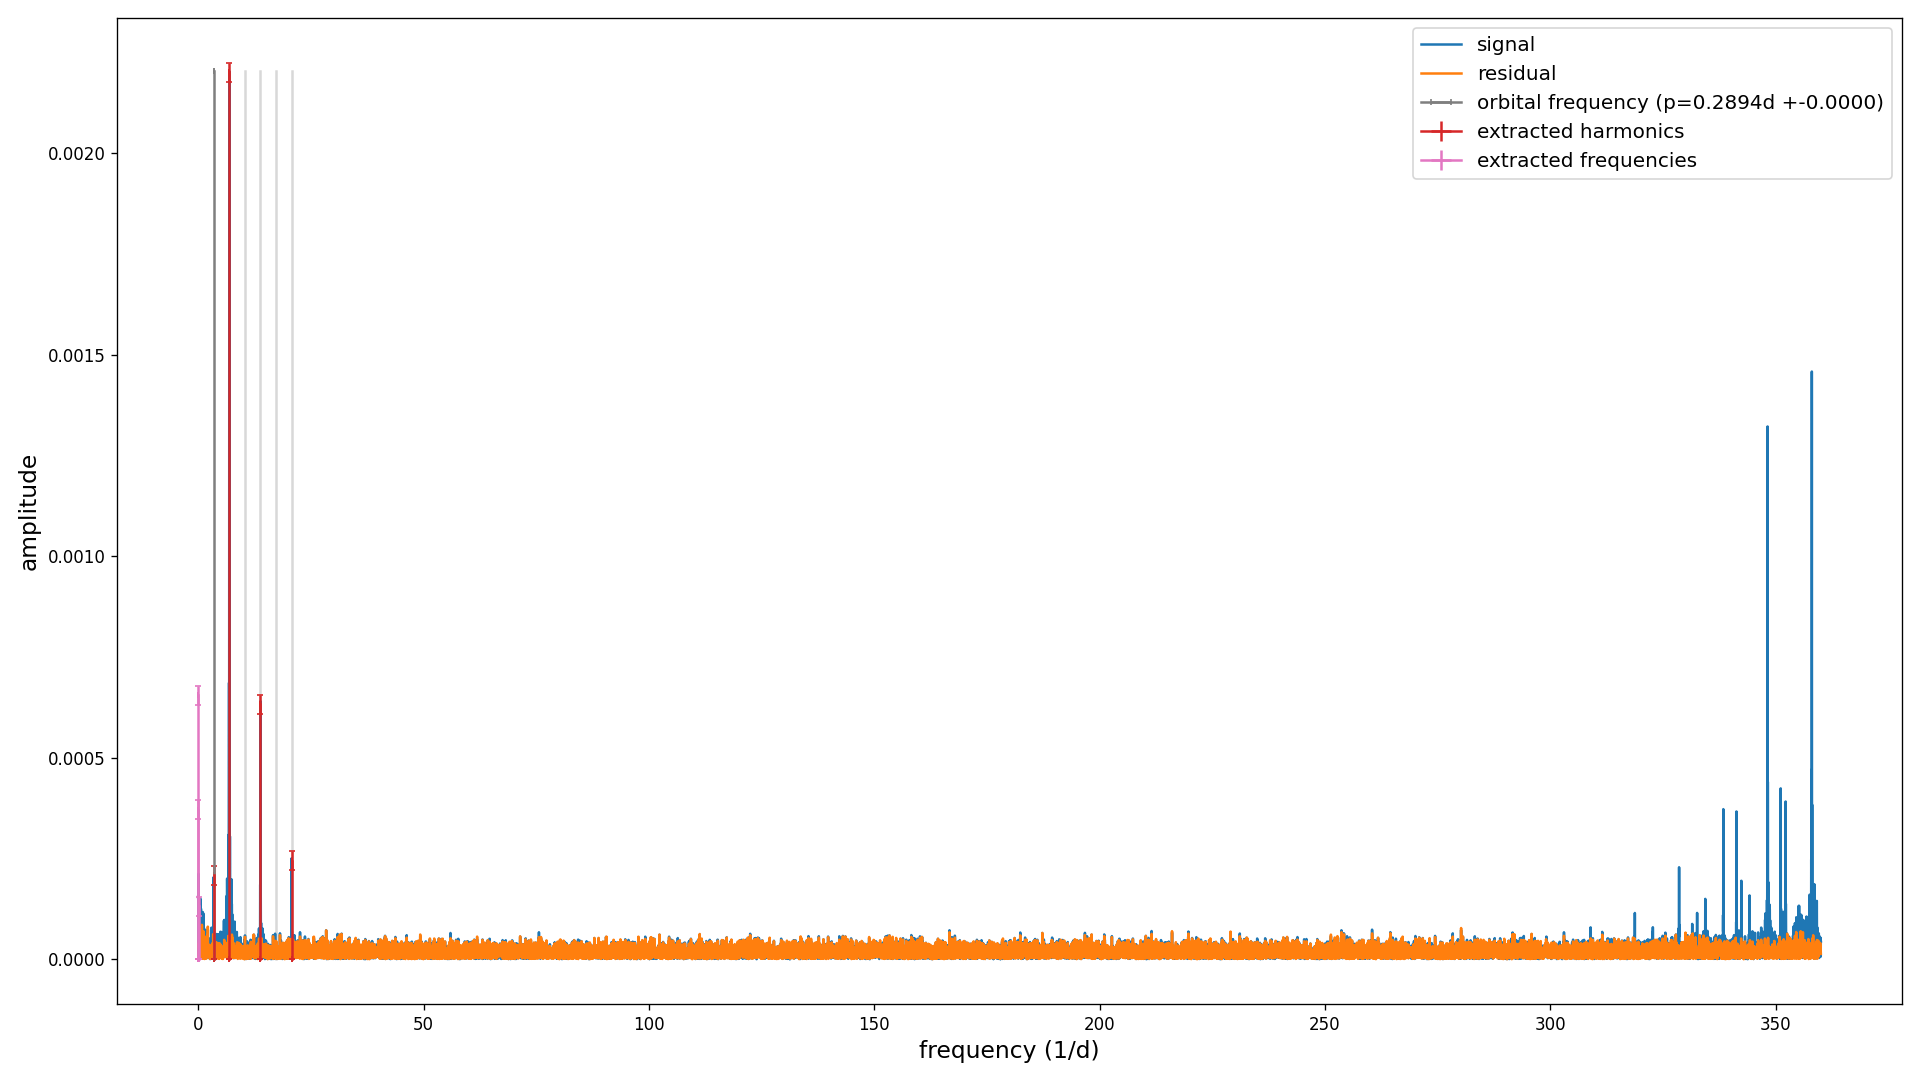 signal
residual
orbital frequency (p=0.2894d +-0.0000)
extracted harmonics
extracted frequencies
amplitude
0.0020
0.0015
0.0010
0.0005
0.0000
0 50 100 150 200 250 300 350
frequency (1/d)